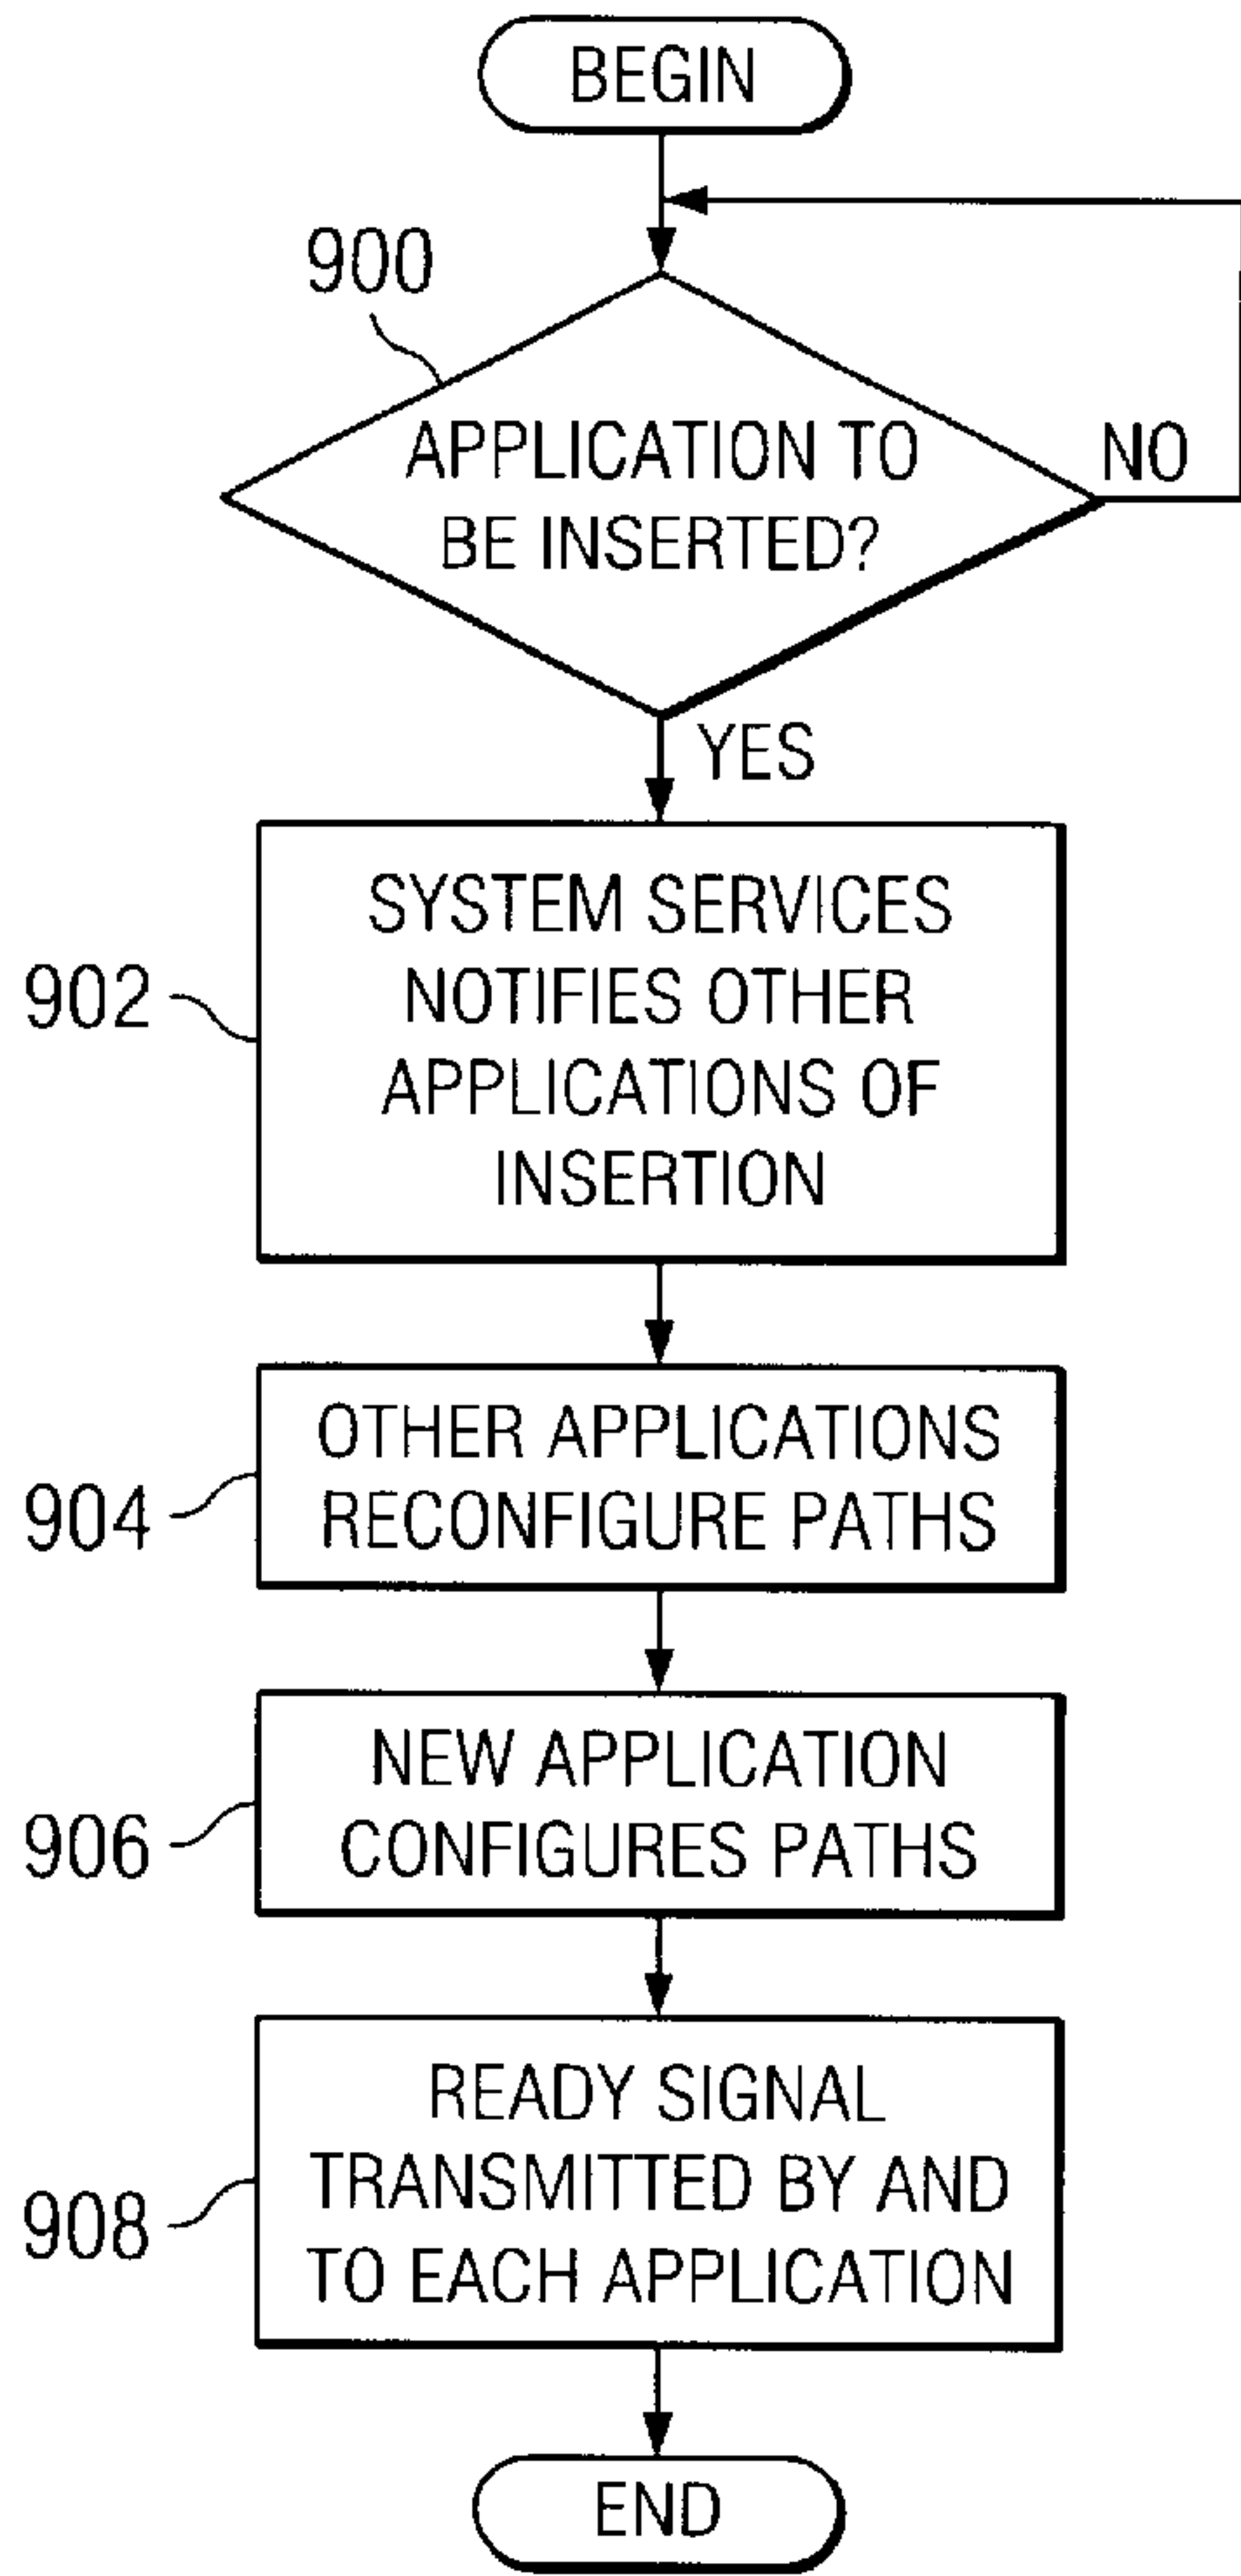 BEGIN
900
APPLICATION TO
BE INSERTED?
NO
YES
902
SYSTEM SERVICES
NOTIFIES OTHER
APPLICATIONS OF
INSERTION
904
OTHER APPLICATIONS
RECONFIGURE PATHS
906
NEW APPLICATION
CONFIGURES PATHS
908
READY SIGNAL
TRANSMITTED BY AND
TO EACH APPLICATION
END